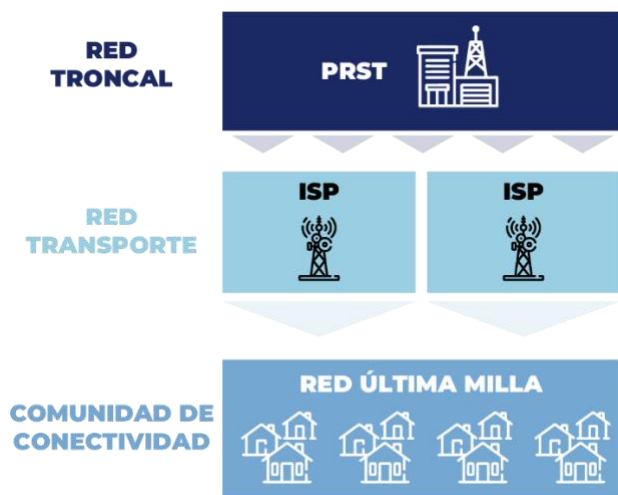 RED
TRONCAL
PRST
RED
TRANSPORTE
ISP
ISP
COMUNIDAD DE
CONECTIVIDAD
RED ÚLTIMA MILLA